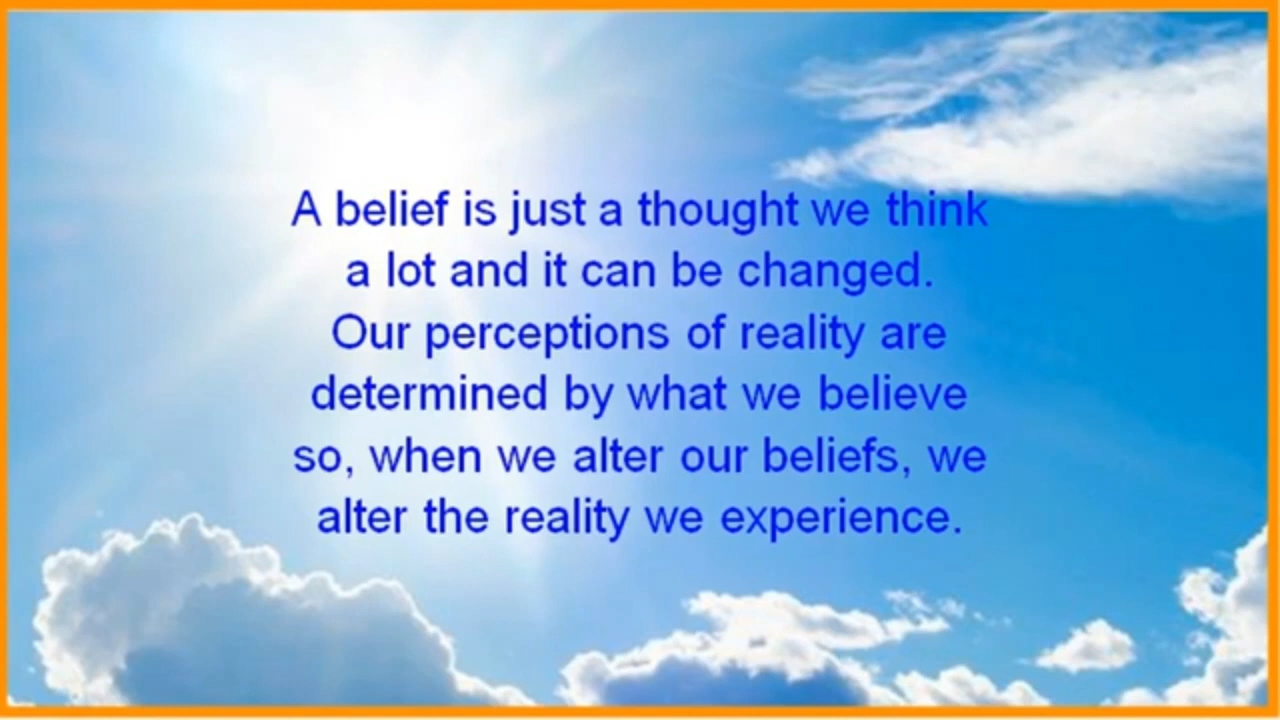 A belief is just a thought we think
a lot and it can be changed.
Our perceptions of reality are
determined by what we believe
so, when we alter our beliefs, we
alter the reality we experience.